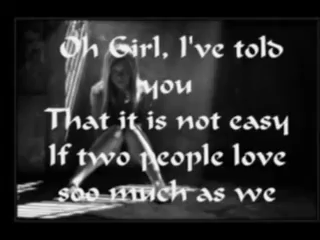 Oh Girl, I've told
you
That it is not easy
If two people love
soo much as we